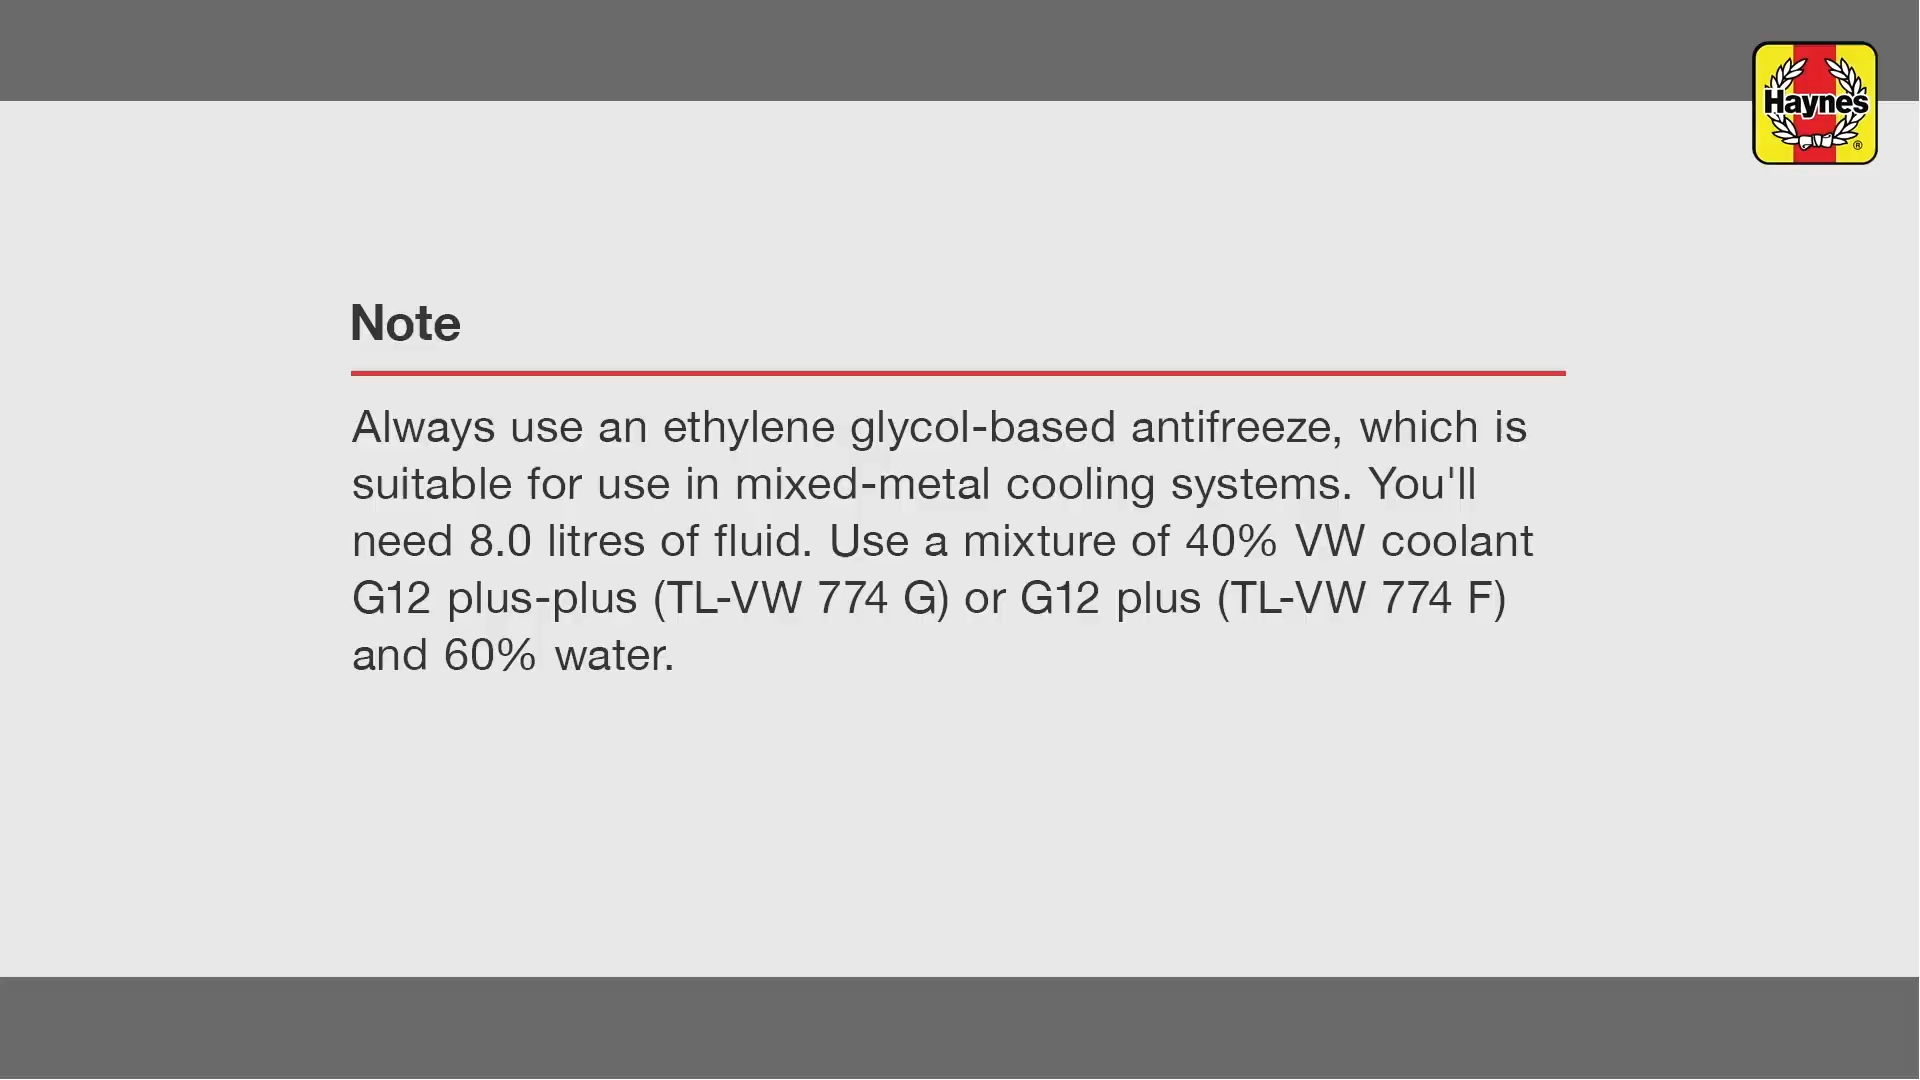 Haynes
®
Note
Always use an ethylene glycol-based antifreeze, which is
suitable for use in mixed-metal cooling systems. You'll
need 8.0 litres of fluid. Use a mixture of 40% VW coolant
G12 plus-plus (TL-VW 774 G) or G12 plus (TL-VW 774 F)
and 60% water.